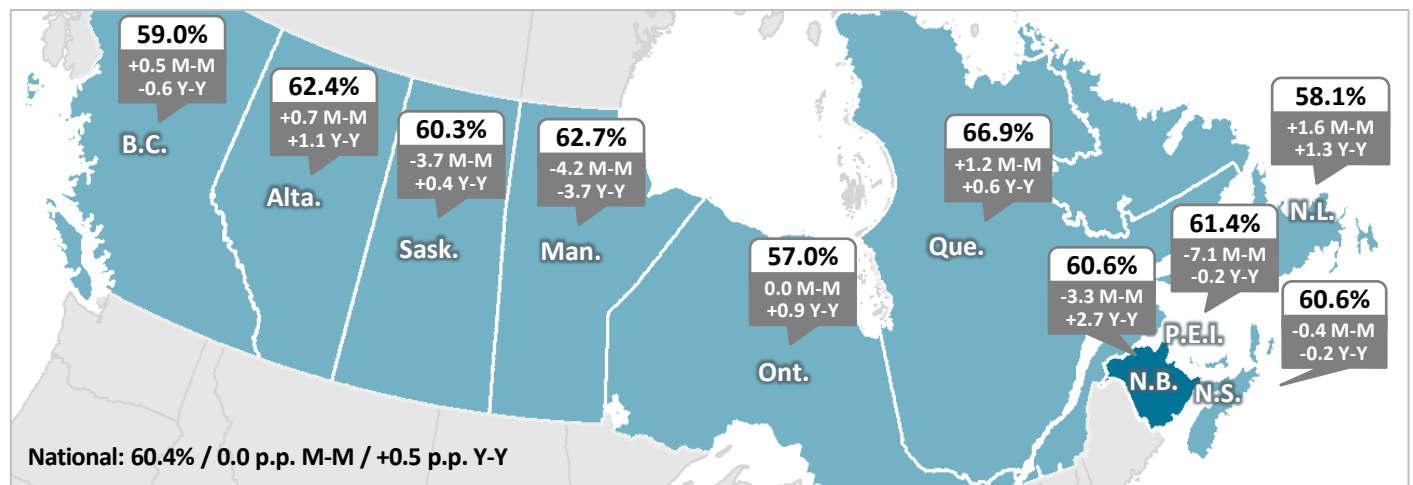 59.0%
+0.5 M-M
-0.6 Y-Y
B.C.
62.4%
+0.7 M-M
+1.1 Y-Y
Alta.
60.3%
-3.7 M-M
+0.4 Y-Y
Sask.
62.7%
-4.2 M-M
-3.7 Y-Y
Man.
57.0%
0.0 M-M
+0.9 Y-Y
Ont.
66.9%
+1.2 M-M
+0.6 Y-Y
Que.
58.1%
+1.6 M-M
+1.3 Y-Y
N.L.
61.4%
-7.1 M-M
-0.2 Y-Y
P.E.I.
60.6%
-3.3 M-M
+2.7 Y-Y
N.B.
60.6%
-0.4 M-M
-0.2 Y-Y
N.S.
National: 60.4% / 0.0 p.p. M-M / +0.5 p.p. Y-Y